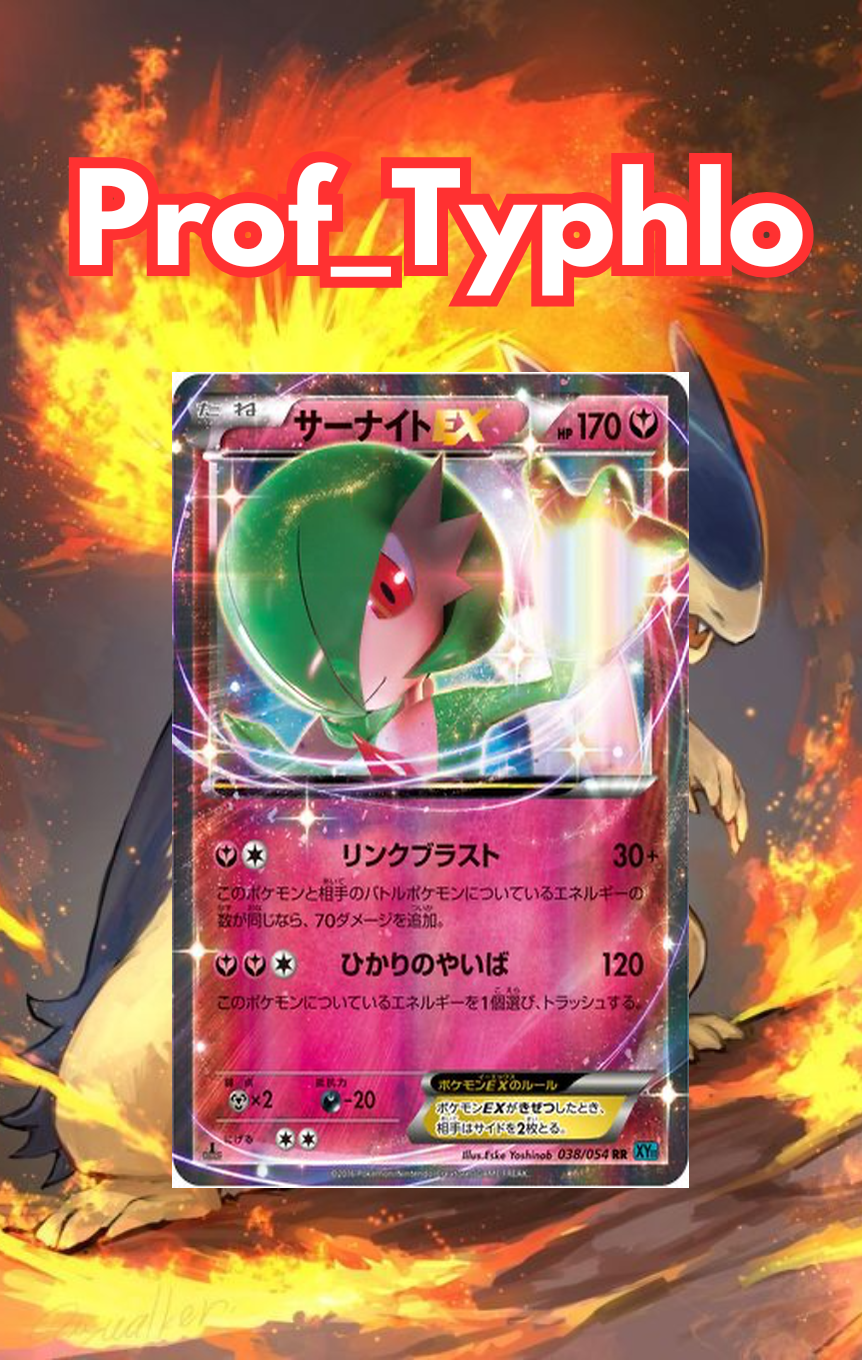 Prof_Typhlo
たね サーナイトEX HP 170
リンクブラスト 30+
このポケモンと相手のバトルポケモンについているエネルギーの
数が同じなら、70ダメージを追加。
ひかりのやいば 120
このポケモンについているエネルギーを1個選び、トラッシュする。
弱点 抵抗力
×2 -20
ポケモンEXのルール
ポケモンEXがきぜつしたとき、
相手はサイドを2枚とる。
にげる
Illus.Eske Yoshinob 038/054 RR XY